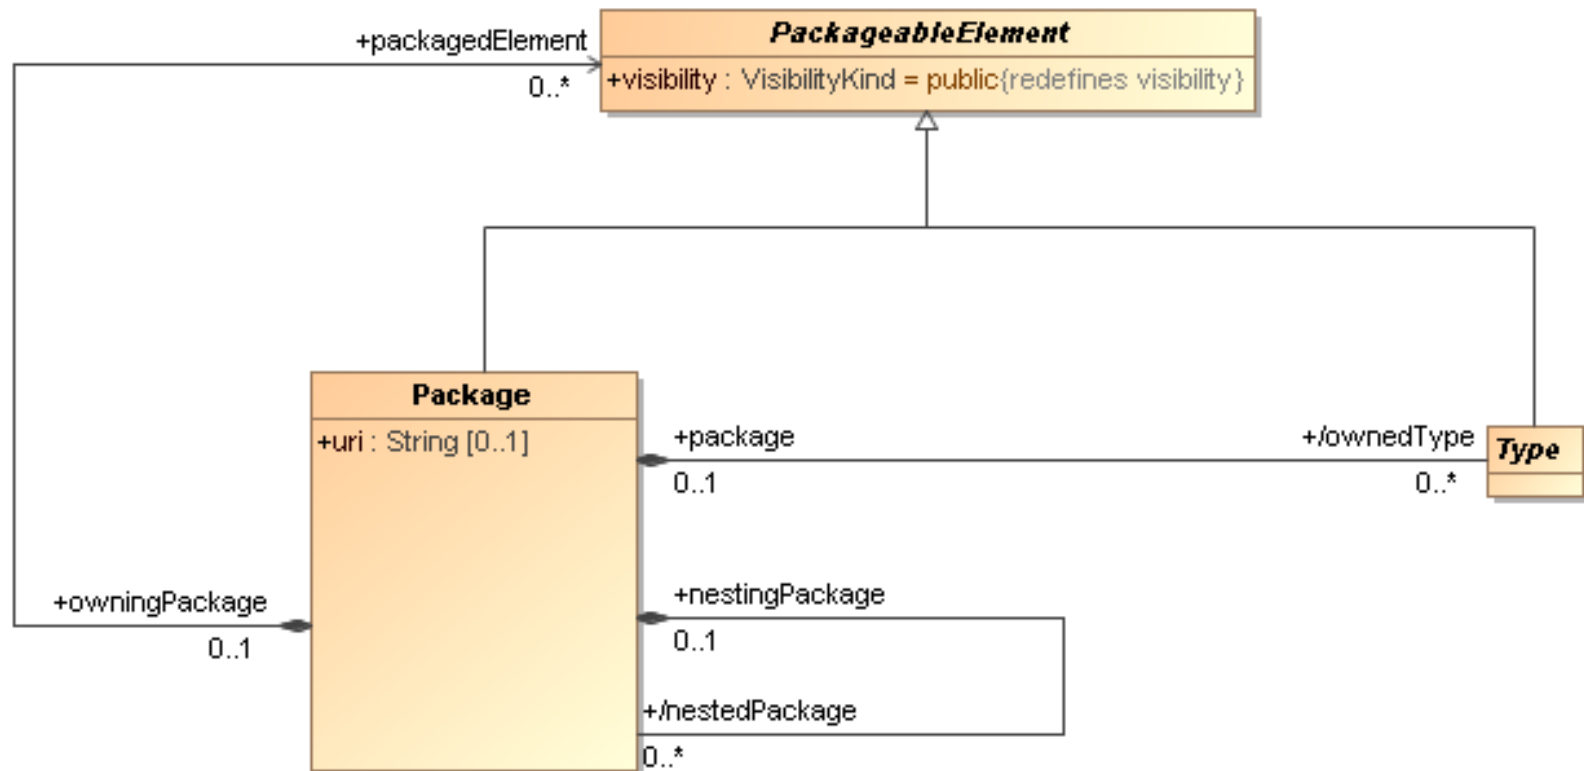 PackageableElement
+packagedElement
0..*
+visibility : VisibilityKind = public{redefines visibility}
Package
+uri : String [0..1]
+package
0..1
+/ownedType
0..*
Type
+owningPackage
0..1
+nestingPackage
0..1
+/nestedPackage
0..*